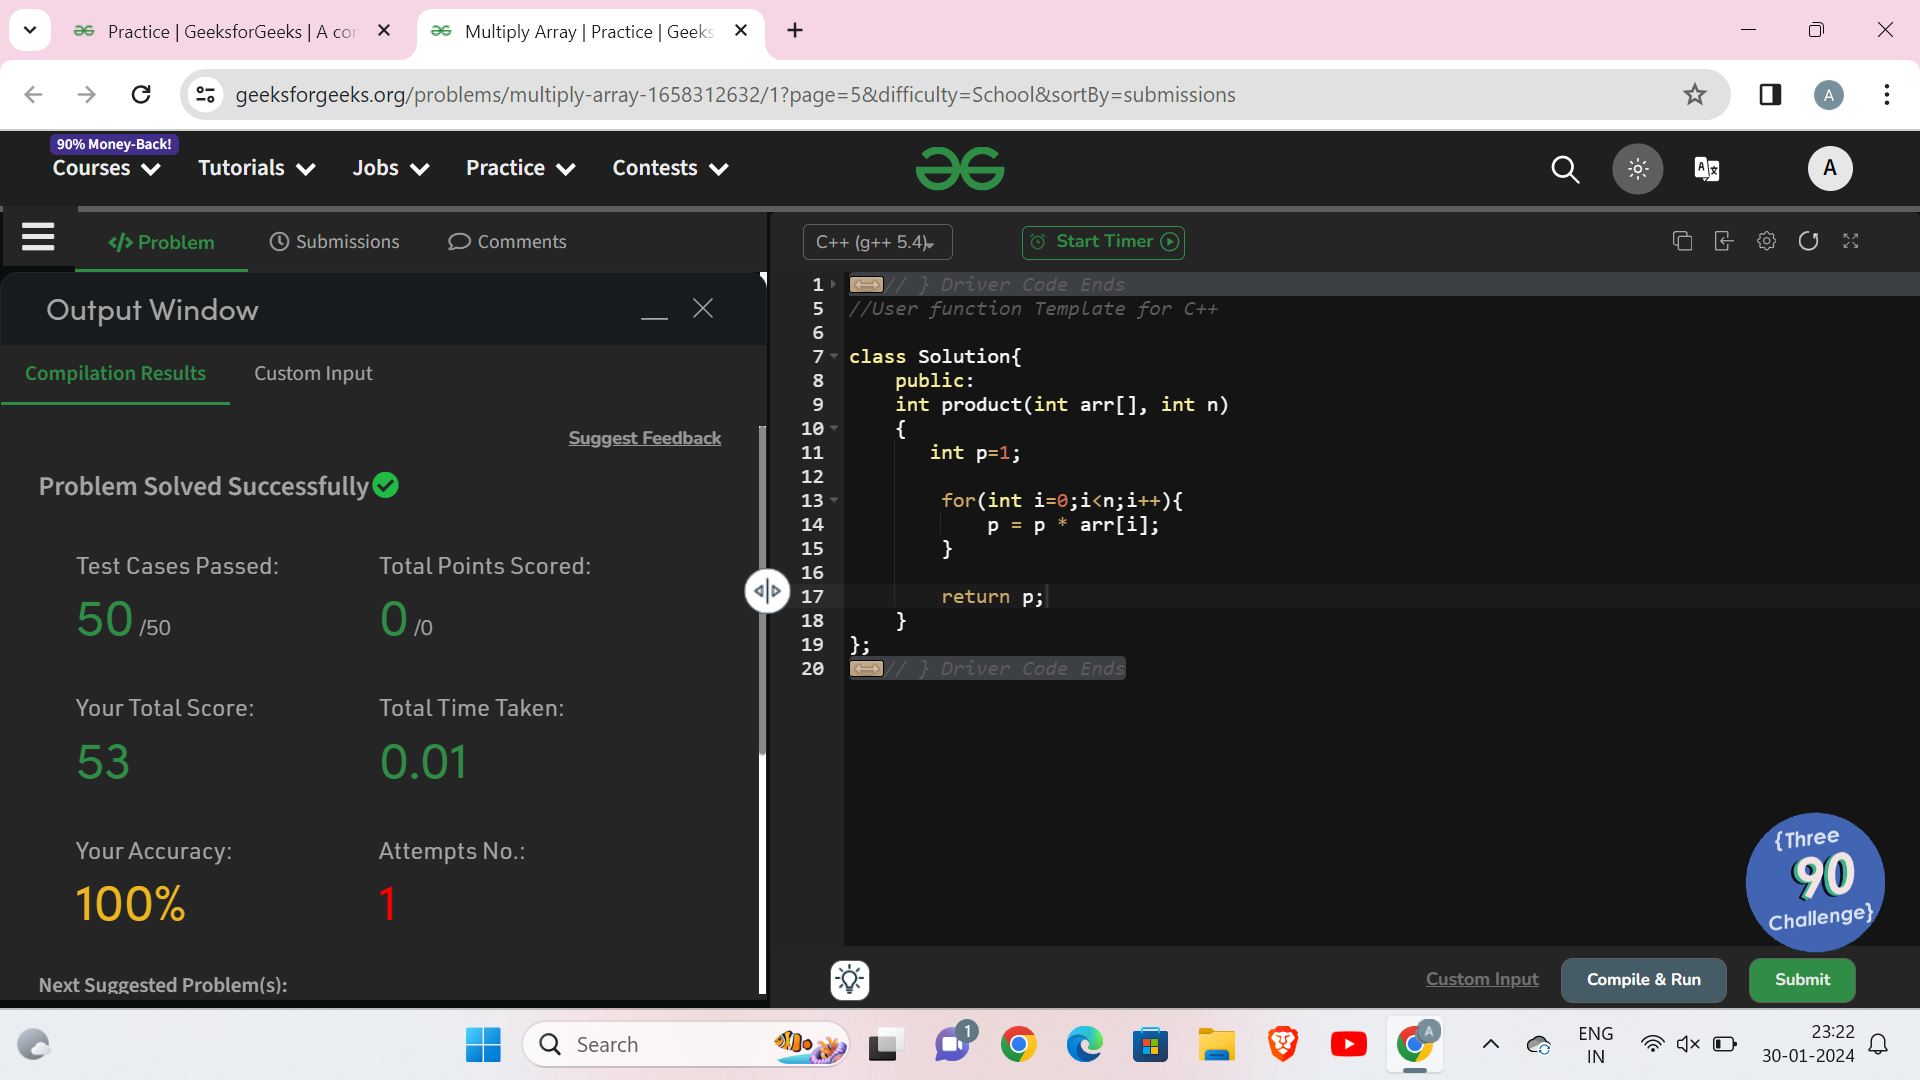 Practice | GeeksforGeeks | A co
Multiply Array | Practice | Geeks
geeksforgeeks.org/problems/multiply-array-1658312632/1?page=5&difficulty=School&sortBy=submissions
A
90% Money-Back!
Courses
Tutorials
Jobs
Practice
Contests
A
A
</> Problem
Submissions
Comments
C++ (g++ 5.4)
Start Timer
Output Window
Compilation Results
Custom Input
Suggest Feedback
Problem Solved Successfully
Test Cases Passed:
Total Points Scored:
50 /50
0 /0
Your Total Score:
Total Time Taken:
53
0.01
Your Accuracy:
Attempts No.:
100%
1
Next Suggested Problem(s):
1 // } Driver Code Ends
5 //User function Template for C++
6
7 class Solution{
8 public:
9 int product(int arr[], int n)
10 {
11 int p=1;
12
13 for(int i=0;i<n;i++){
14 p = p * arr[i];
15 }
16
17 return p;
18 }
19 };
20 // } Driver Code Ends
{Three
90
Challenge}
Custom Input
Compile & Run
Submit
Search
1
A
ENG
IN
23:22
30-01-2024